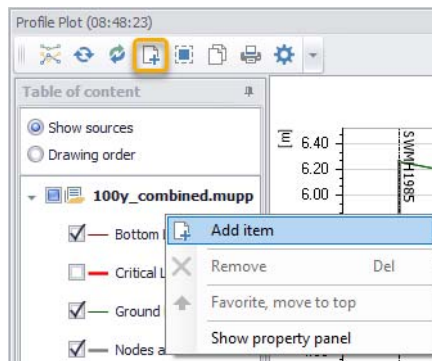 Profile Plot (08:48:23)
Table of content
Show sources
Drawing order
100y_combined.mupp
Bottom
Critical L
Ground
Nodes a
Add item
Remove Del
Favorite, move to top
Show property panel
[m]
6.40
6.20
6.00
SWMH1985